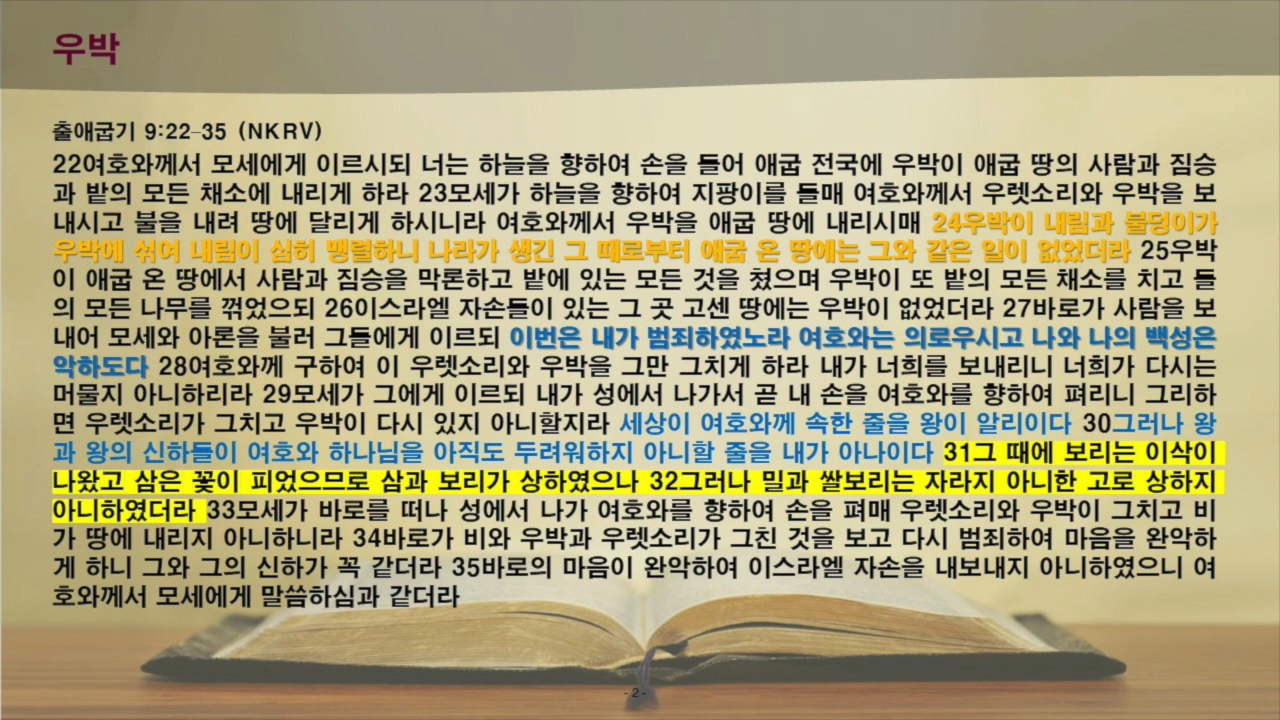 우박
출애굽기 9:22–35 (NKRV)
22여호와께서 모세에게 이르시되 너는 하늘을 향하여 손을 들어 애굽 전국에 우박이 애굽 땅의 사람과 짐승
과 밭의 모든 채소에 내리게 하라 23모세가 하늘을 향하여 지팡이를 들매 여호와께서 우렛소리와 우박을 보
내시고 불을 내려 땅에 달리게 하시니라 여호와께서 우박을 애굽 땅에 내리시매 24우박이 내림과 불덩이가
우박에 섞여 내림이 심히 맹렬하니 나라가 생긴 그 때로부터 애굽 온 땅에는 그와 같은 일이 없었더라 25우박
이 애굽 온 땅에서 사람과 짐승을 막론하고 밭에 있는 모든 것을 쳤으며 우박이 또 밭의 모든 채소를 치고 들
의 모든 나무를 꺾었으되 26이스라엘 자손들이 있는 그 곳 고센 땅에는 우박이 없었더라 27바로가 사람을 보
내어 모세와 아론을 불러 그들에게 이르되 이번은 내가 범죄하였노라 여호와는 의로우시고 나와 나의 백성은
악하도다 28여호와께 구하여 이 우렛소리와 우박을 그만 그치게 하라 내가 너희를 보내리니 너희가 다시는
머물지 아니하리라 29모세가 그에게 이르되 내가 성에서 나가서 곧 내 손을 여호와를 향하여 펴리니 그리하
면 우렛소리가 그치고 우박이 다시 있지 아니할지라 세상이 여호와께 속한 줄을 왕이 알리이다 30그러나 왕
과 왕의 신하들이 여호와 하나님을 아직도 두려워하지 아니할 줄을 내가 아나이다 31그 때에 보리는 이삭이
나왔고 삼은 꽃이 피었으므로 삼과 보리가 상하였으나 32그러나 밀과 쌀보리는 자라지 아니한 고로 상하지
아니하였더라 33모세가 바로를 떠나 성에서 나가 여호와를 향하여 손을 펴매 우렛소리와 우박이 그치고 비
가 땅에 내리지 아니하니라 34바로가 비와 우박과 우렛소리가 그친 것을 보고 다시 범죄하여 마음을 완악하
게 하니 그와 그의 신하가 꼭 같더라 35바로의 마음이 완악하여 이스라엘 자손을 내보내지 아니하였으니 여
호와께서 모세에게 말씀하심과 같더라
- 2 -